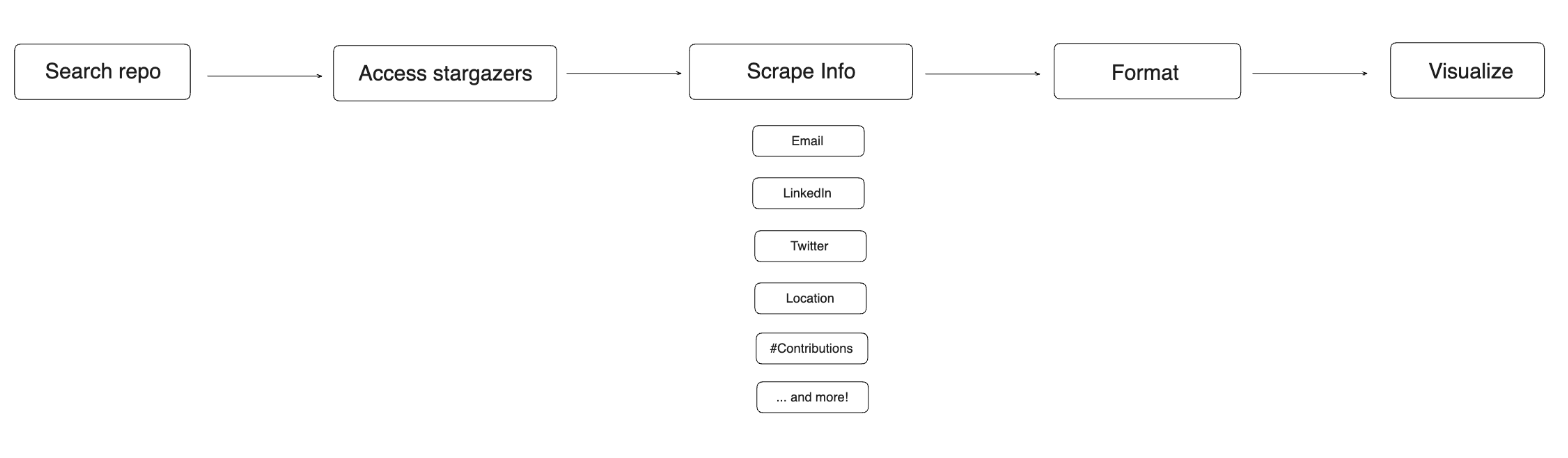 Search repo
Access stargazers
Scrape Info
Format
Visualize
Email
LinkedIn
Twitter
Location
#Contributions
... and more!